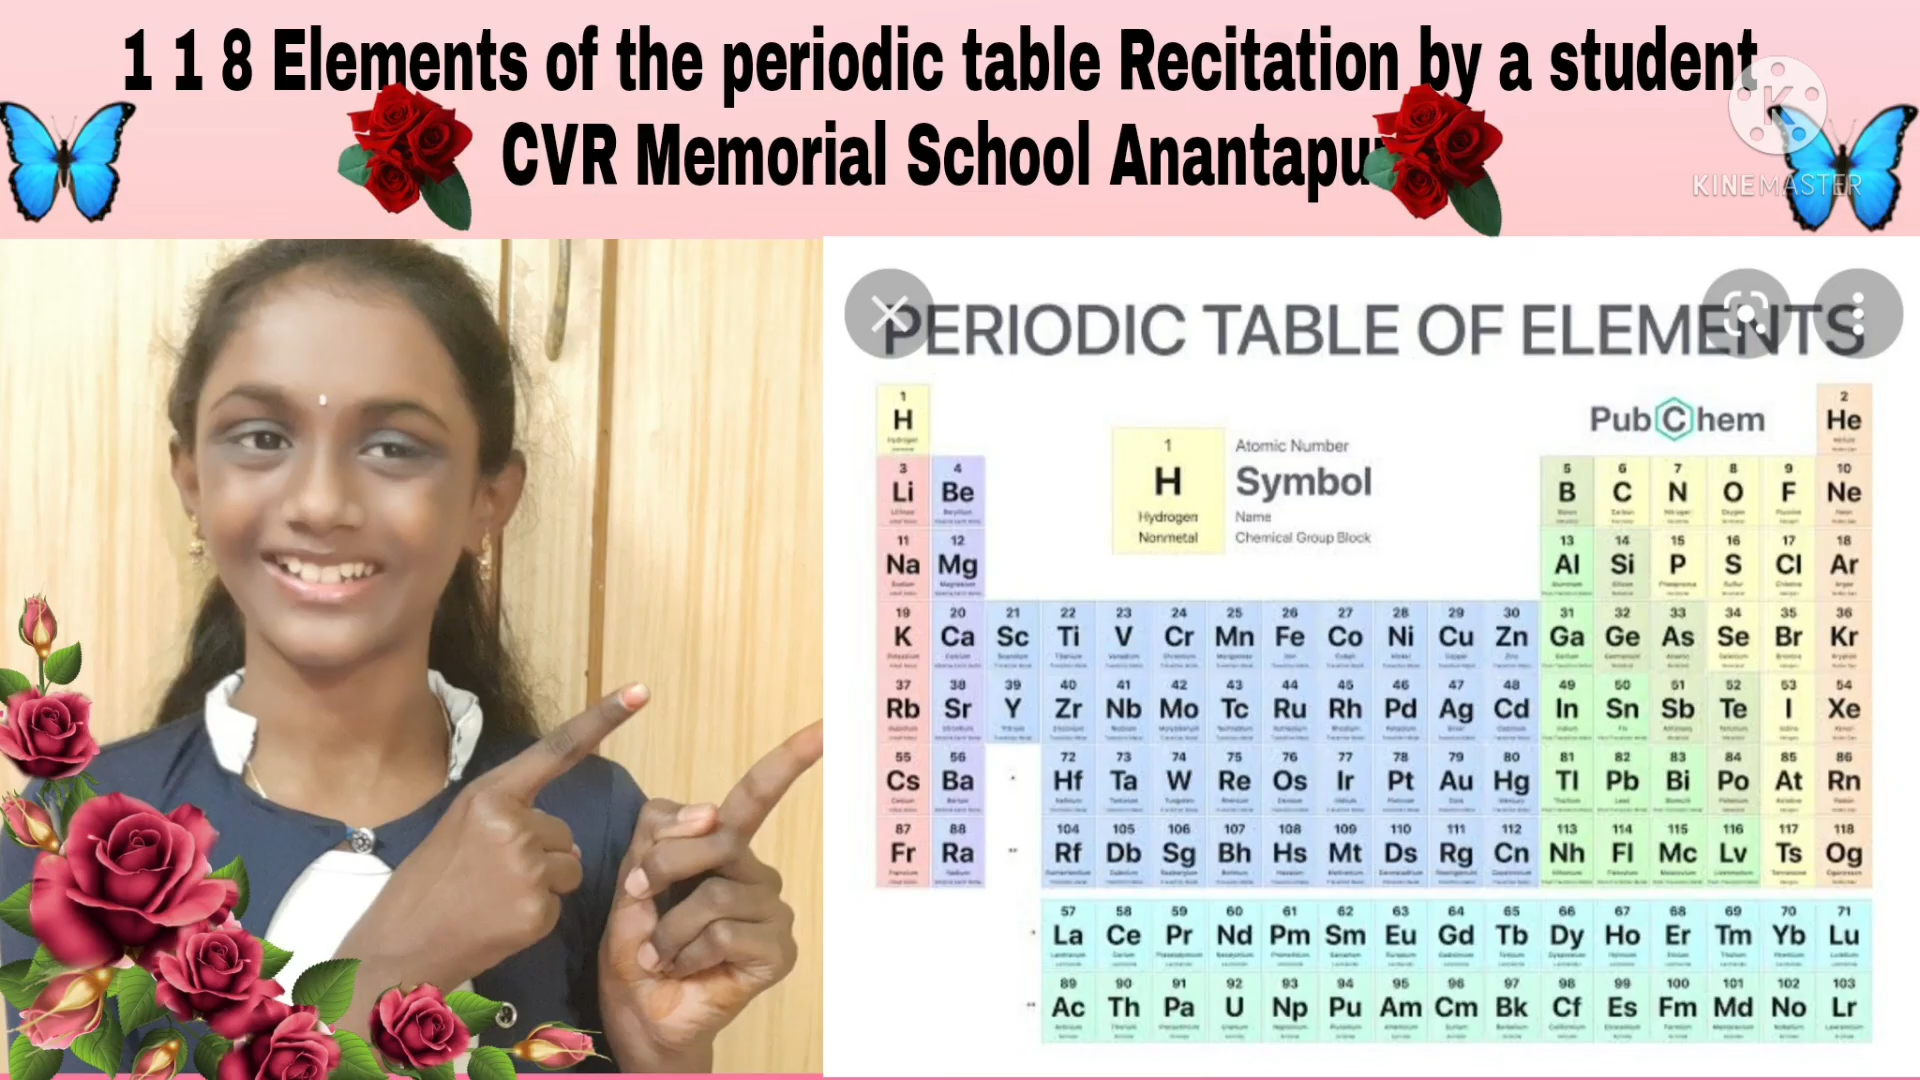 1 1 8 Elements of the periodic table Recitation by a student
CVR Memorial School Anantapu
KINEMASTER
PERIODIC TABLE OF ELEMENTS
PubChem
1
H
Hydrogen
Nonmetal
Atomic Number
Symbol
Name
Chemical Group Block
1 2
H He
3 4 5 6 7 8 9 10
Li Be B C N O F Ne
11 12 13 14 15 16 17 18
Na Mg Al Si P S Cl Ar
19 20 21 22 23 24 25 26 27 28 29 30 31 32 33 34 35 36
K Ca Sc Ti V Cr Mn Fe Co Ni Cu Zn Ga Ge As Se Br Kr
37 38 39 40 41 42 43 44 45 46 47 48 49 50 51 52 53 54
Rb Sr Y Zr Nb Mo Tc Ru Rh Pd Ag Cd In Sn Sb Te I Xe
55 56 72 73 74 75 76 77 78 79 80 81 82 83 84 85 86
Cs Ba Hf Ta W Re Os Ir Pt Au Hg Tl Pb Bi Po At Rn
87 88 104 105 106 107 108 109 110 111 112 113 114 115 116 117 118
Fr Ra Rf Db Sg Bh Hs Mt Ds Rg Cn Nh Fl Mc Lv Ts Og
57 58 59 60 61 62 63 64 65 66 67 68 69 70 71
La Ce Pr Nd Pm Sm Eu Gd Tb Dy Ho Er Tm Yb Lu
89 90 91 92 93 94 95 96 97 98 99 100 101 102 103
Ac Th Pa U Np Pu Am Cm Bk Cf Es Fm Md No Lr